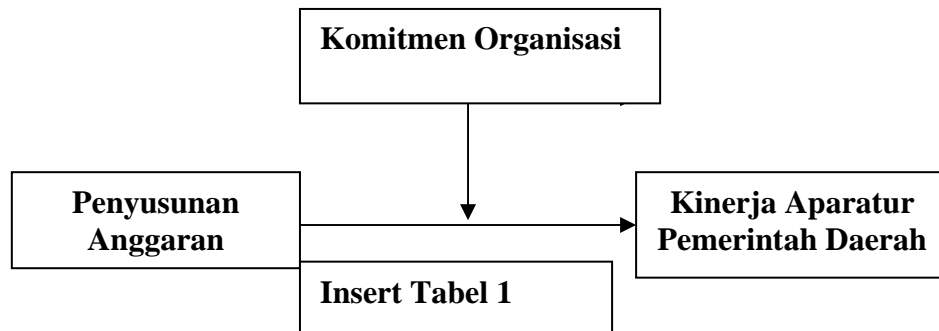 Komitmen Organisasi
Penyusunan
Anggaran
Kinerja Aparatur
Pemerintah Daerah
Insert Tabel 1